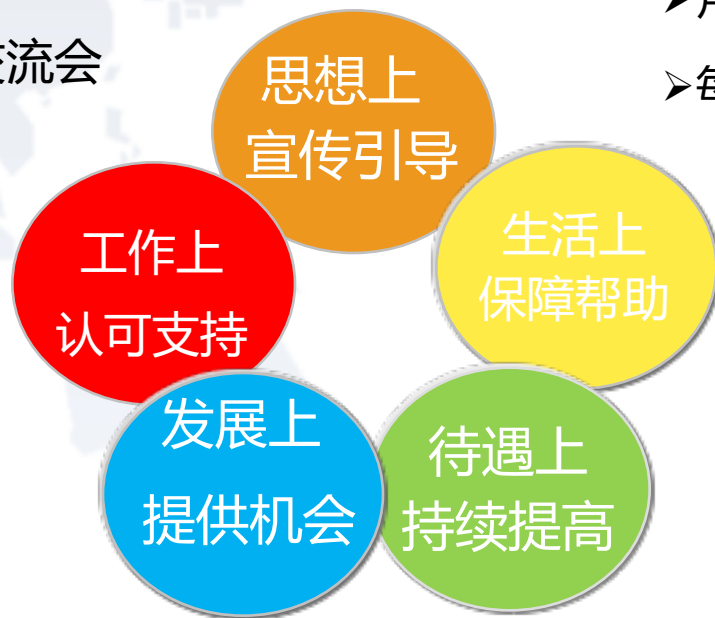 流会
每
思想上
宣传引导
生活上
保障帮助
工作上
认可支持
发展上
提供机会
待遇上
持续提高